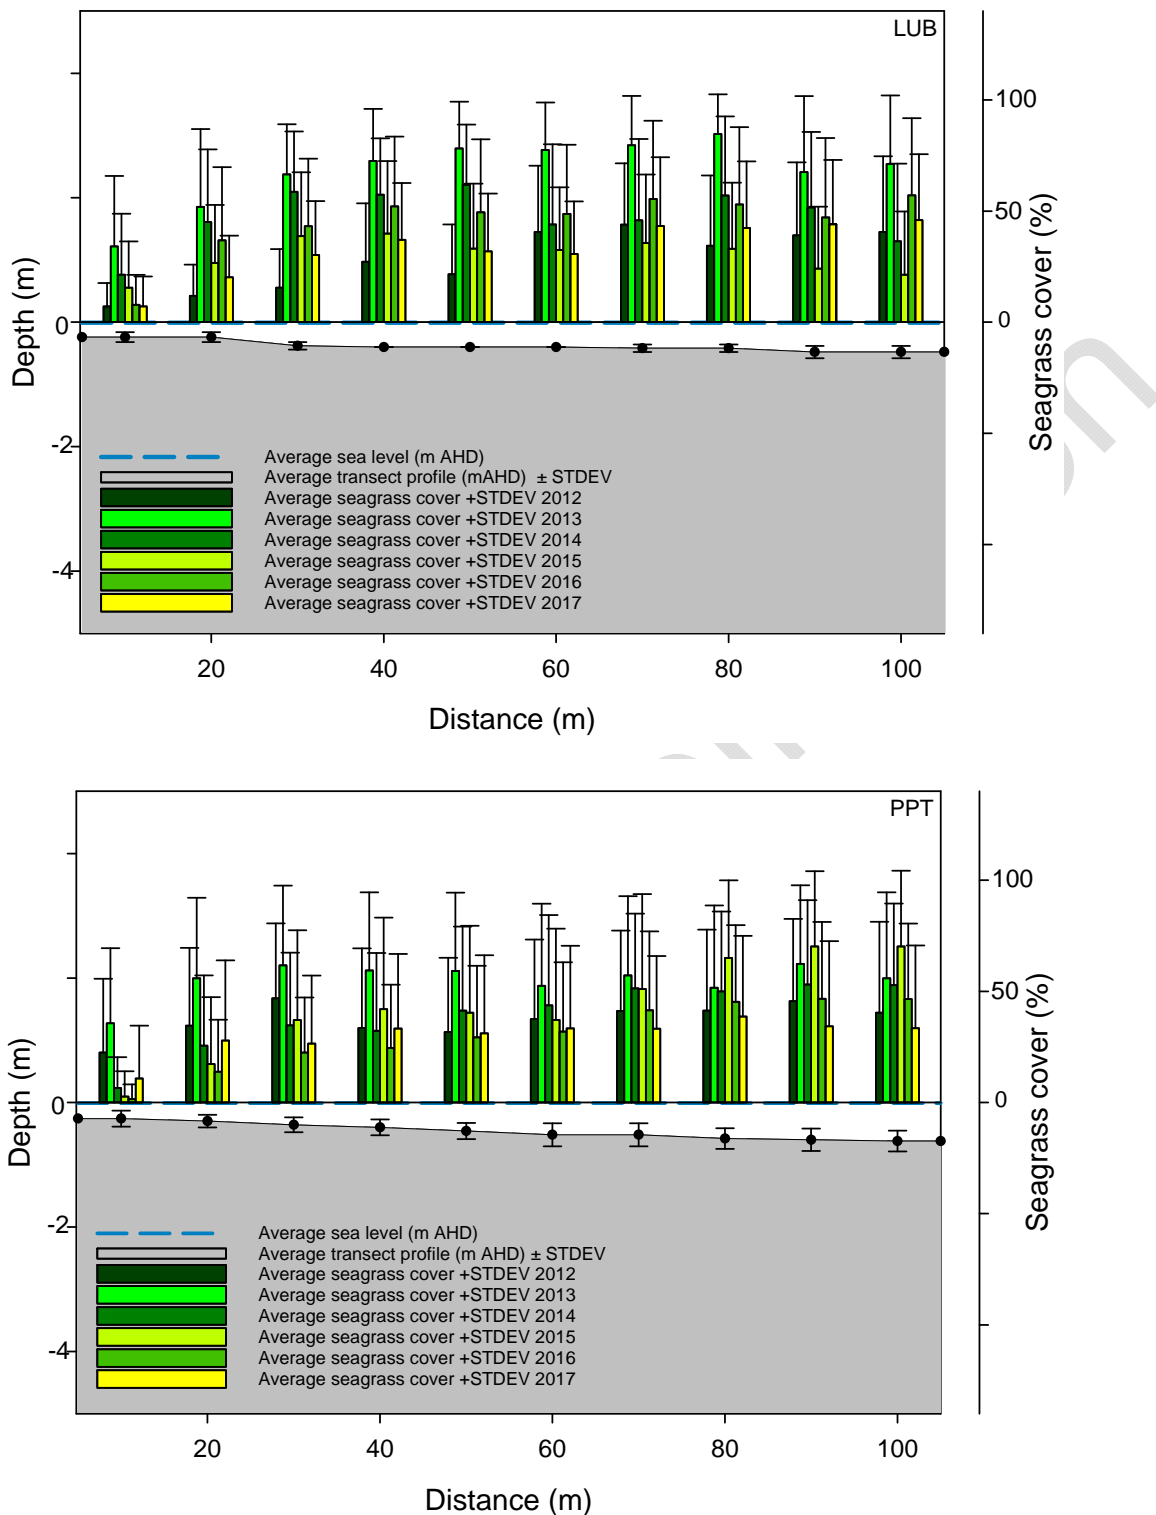 LUB
100
50
0
Seagrass cover (%)
0
-2
-4
Depth (m)
Average sea level (m AHD)
Average transect profile (mAHD) ± STDEV
Average seagrass cover +STDEV 2012
Average seagrass cover +STDEV 2013
Average seagrass cover +STDEV 2014
Average seagrass cover +STDEV 2015
Average seagrass cover +STDEV 2016
Average seagrass cover +STDEV 2017
20 40 60 80 100
Distance (m)
PPT
100
50
0
Seagrass cover (%)
0
-2
-4
Depth (m)
Average sea level (m AHD)
Average transect profile (m AHD) ± STDEV
Average seagrass cover +STDEV 2012
Average seagrass cover +STDEV 2013
Average seagrass cover +STDEV 2014
Average seagrass cover +STDEV 2015
Average seagrass cover +STDEV 2016
Average seagrass cover +STDEV 2017
20 40 60 80 100
Distance (m)